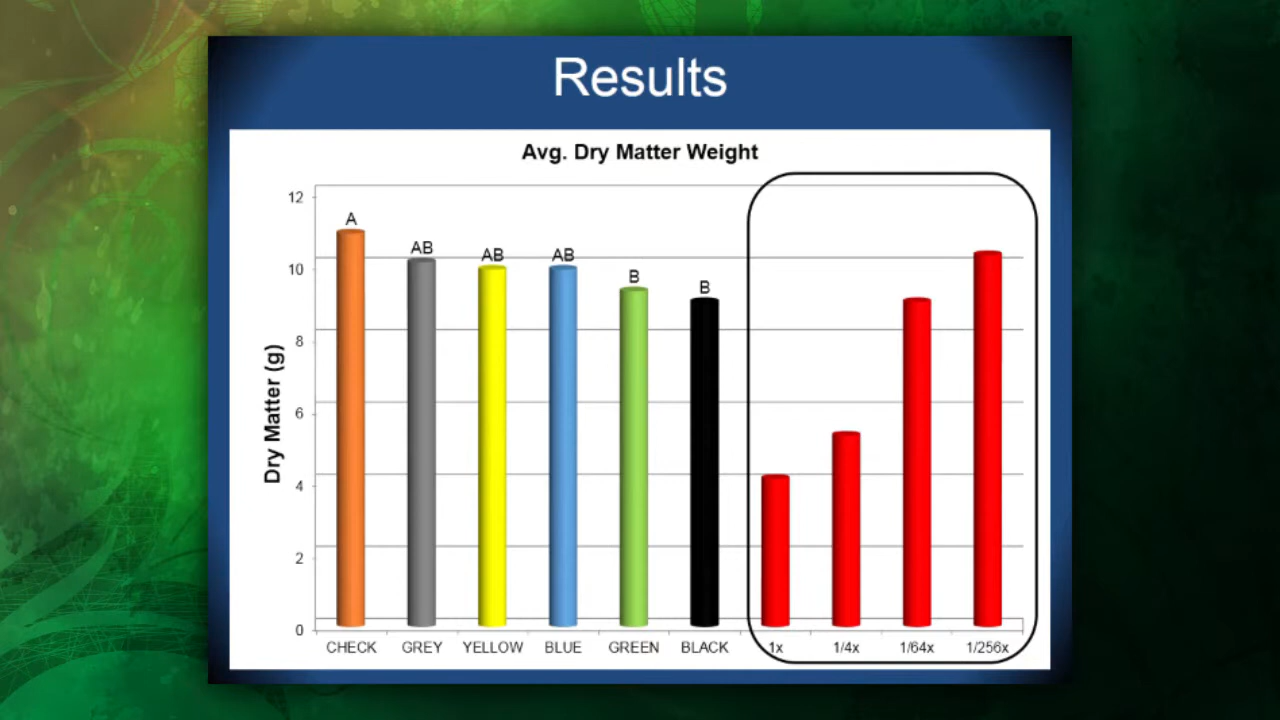 Results
Avg. Dry Matter Weight
Dry Matter (g)
12
10
8
6
4
2
0
A
AB
AB
AB
B
B
CHECK GREY YELLOW BLUE GREEN BLACK 1x 1/4x 1/64x 1/256x